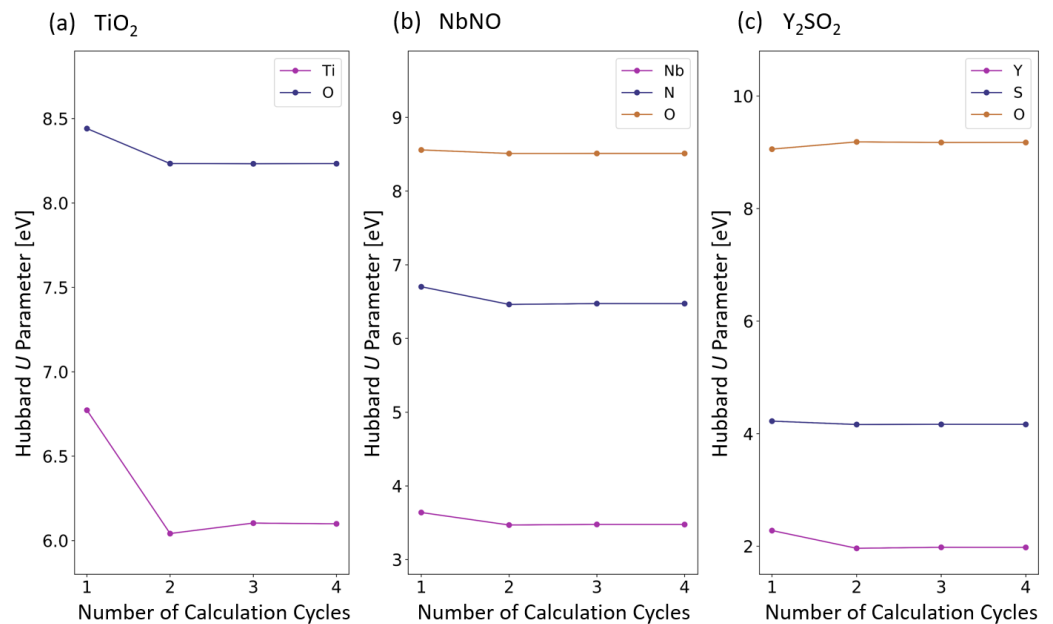 (a) TiO₂
Ti
O
8.5
8.0
7.5
7.0
6.5
6.0
Hubbard U Parameter [eV]
1 2 3 4
Number of Calculation Cycles
(b) NbNO
Nb
N
O
9
8
7
6
5
4
3
Hubbard U Parameter [eV]
1 2 3 4
Number of Calculation Cycles
(c) Y₂SO₂
Y
S
O
10
8
6
4
2
Hubbard U Parameter [eV]
1 2 3 4
Number of Calculation Cycles